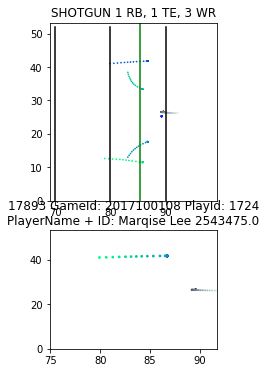 SHOTGUN 1 RB, 1 TE, 3 WR
50
40
30
20
10
0
70 80 90
17893 GameId: 2017100108 PlayId: 1724
PlayerName + ID: Marqise Lee 2543475.0
40
20
0
75 80 85 90